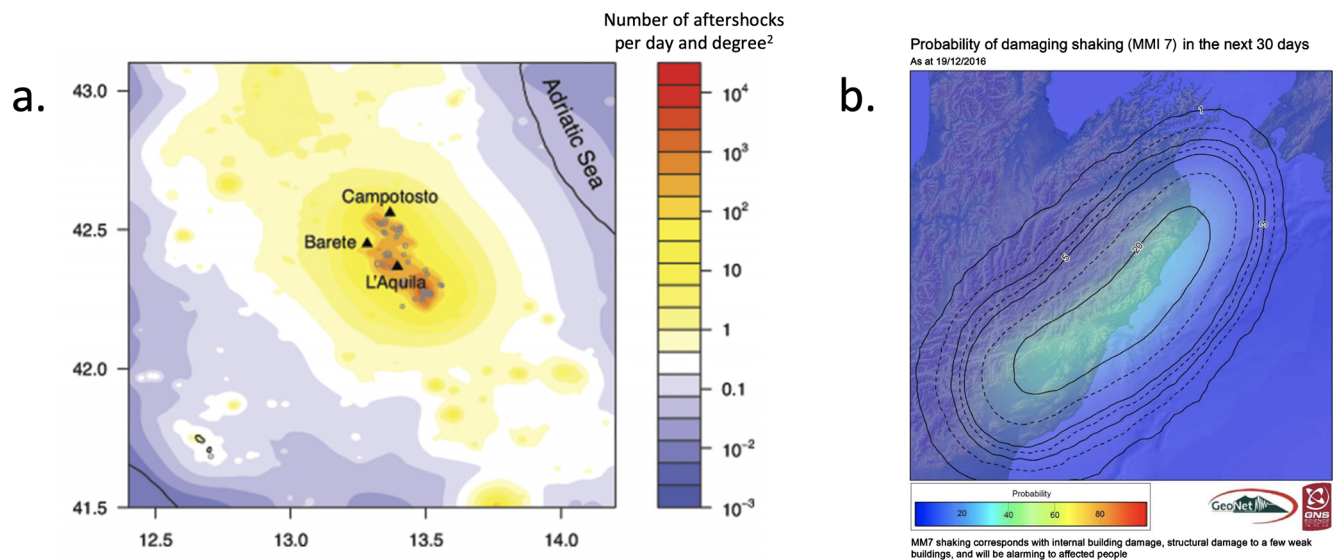 a.
Number of aftershocks
per day and degree²
43.0
42.5
42.0
41.5
12.5
13.0
13.5
14.0
Adriatic Sea
Campotosto
Barete
L'Aquila
10⁴
10³
10²
10
1
0.1
10⁻²
10⁻³
b.
Probability of damaging shaking (MMI 7) in the next 30 days
As at 19/12/2016
1
5
20
Probability
20 40 60 80
GeoNet
GNS
SCIENCE
MM7 shaking corresponds with internal building damage, structural damage to a few weak
buildings, and will be alarming to affected people